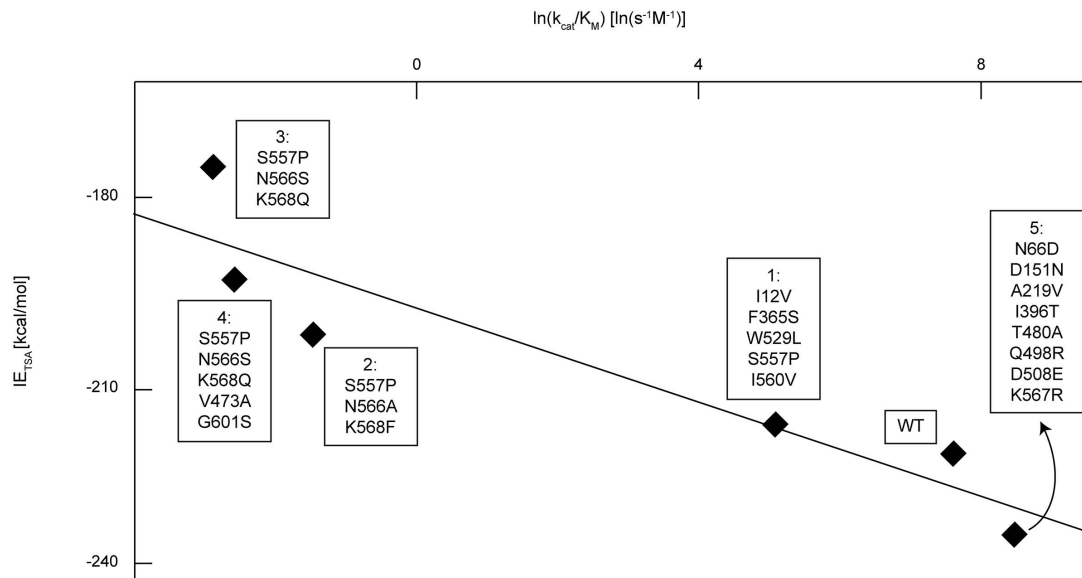 ln(kcat/KM) [ln(s-1M-1)]
0
4
8
-180
-210
-240
IETSA [kcal/mol]
3:
S557P
N566S
K568Q
4:
S557P
N566S
K568Q
V473A
G601S
2:
S557P
N566A
K568F
1:
I12V
F365S
W529L
S557P
I560V
WT
5:
N66D
D151N
A219V
I396T
T480A
Q498R
D508E
K567R